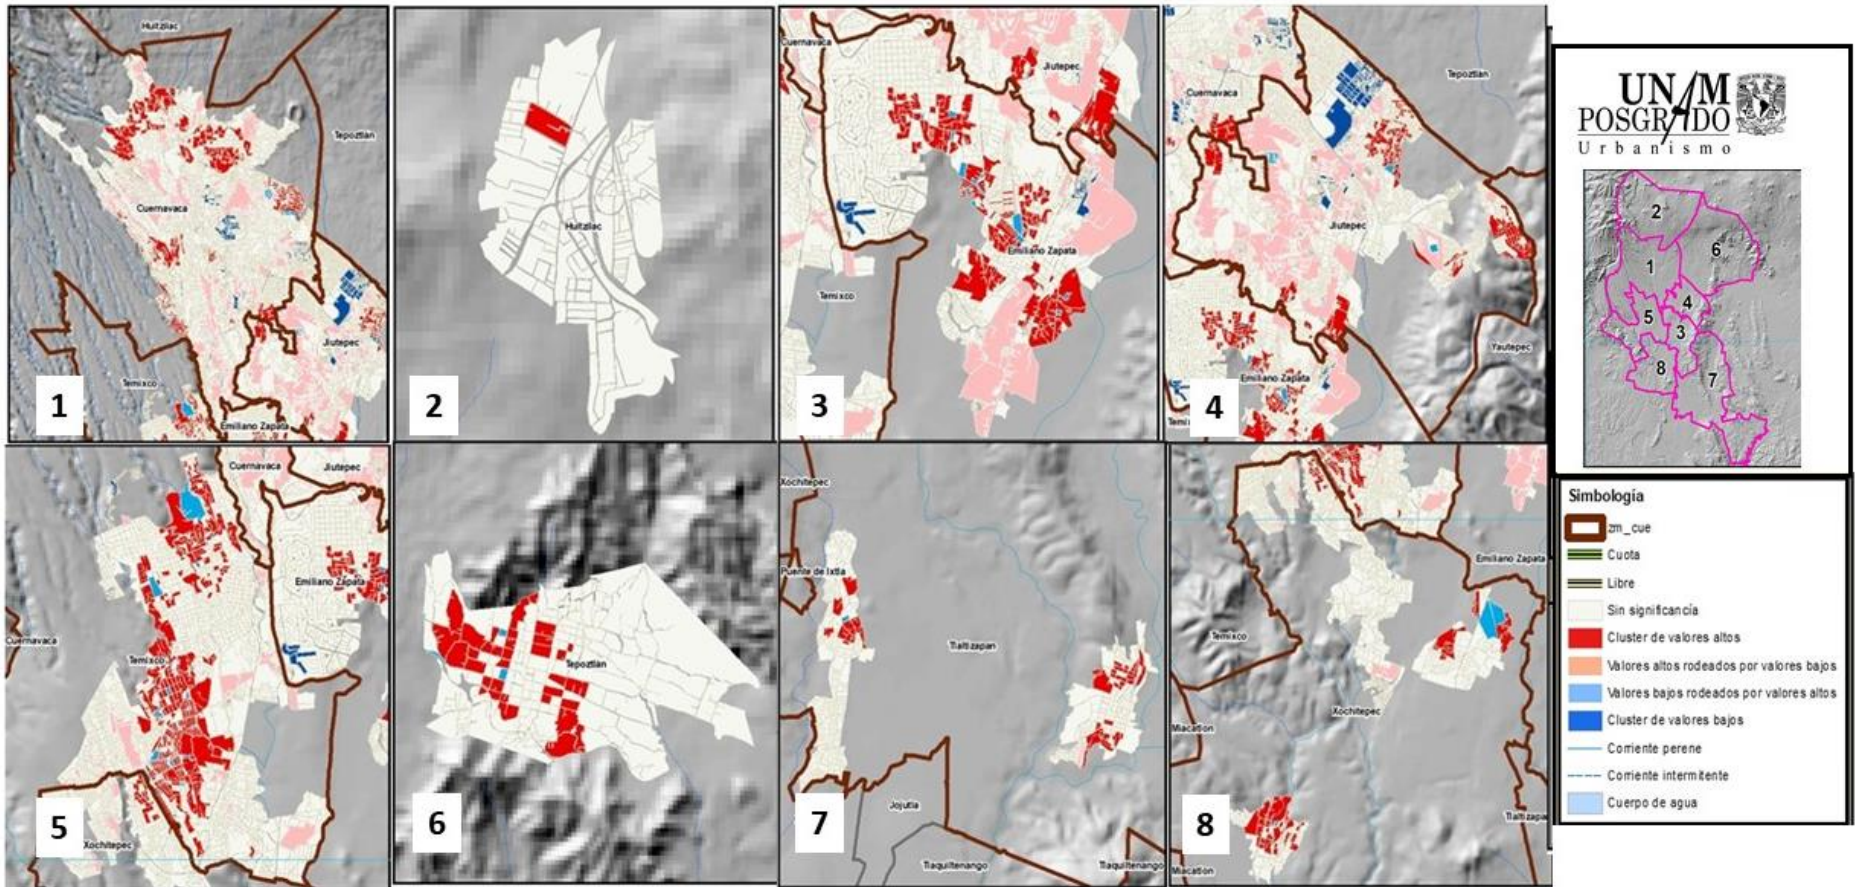 Huitzilac
Tepoztlan
Cuernavaca
Jiutepec
Temixco
Emiliano Zapata
1
Huitzilac
2
Cuernavaca
Jiutepec
Emiliano Zapata
Temixco
3
Tepoztlan
Cuernavaca
Jiutepec
Yautepec
Emiliano Zapata
4
UNAM
POSGRADO
Urbanismo
2
6
1
4
5
3
8
7
Cuernavaca
Jiutepec
Emiliano Zapata
Cuernavaca
Temixco
5
Xochitepec
Tepoztlan
6
Xochitepec
Puente de Ixtla
Tlaltizapan
Jojutla
7
Tlaquiltenango
Tlaquiltenango
Emiliano Zapata
Temixco
Xochitepec
Miacatlan
8
Tlaltizapa
Miacatlan
Simbología
zm_cue
Cuota
Libre
Sin significancía
Cluster de valores altos
Valores altos rodeados por valores bajos
Valores bajos rodeados por valores altos
Cluster de valores bajos
Corriente perene
Corriente intermitente
Cuerpo de agua